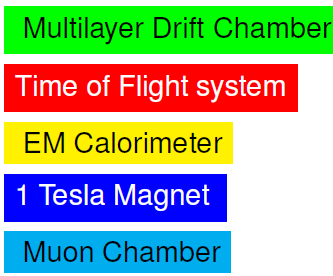 Multilayer Drift Chamber
Time of Flight system
EM Calorimeter
1 Tesla Magnet
Muon Chamber